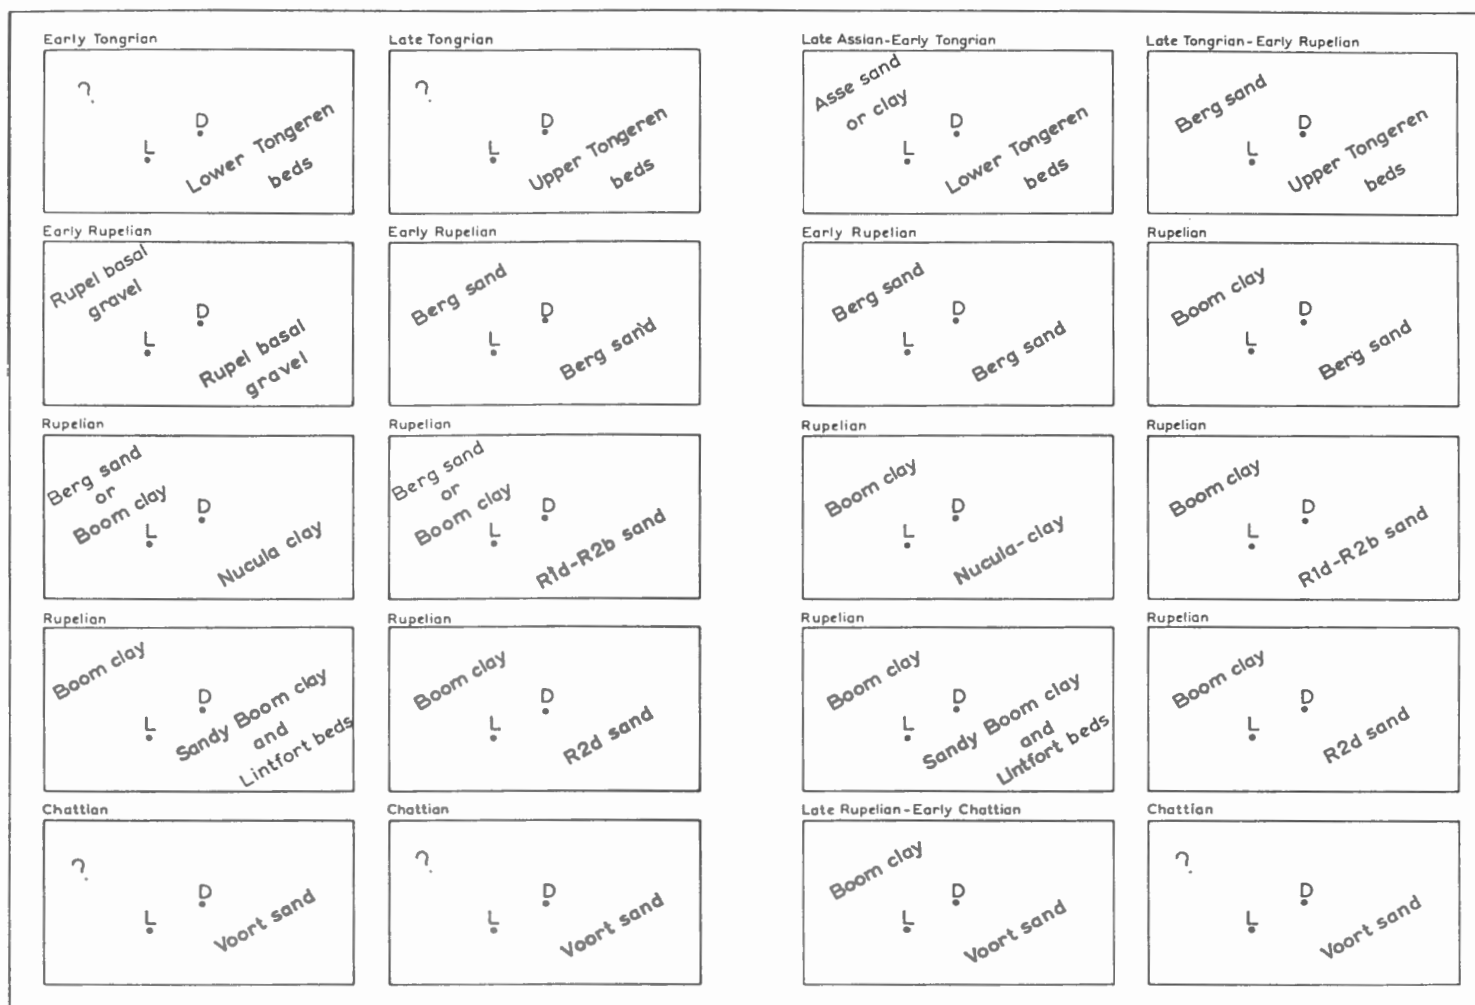 Early Tongrian
?
D
L
Lower Tongeren
beds
Late Tongrian
?
D
L
Upper Tongeren
beds
Late Assian-Early Tongrian
Asse sand
or clay
D
L
Lower Tongeren
beds
Late Tongrian-Early Rupelian
Berg sand
D
L
Upper Tongeren
beds
Early Rupelian
Rupel basal
gravel
D
L
Rupel basal
gravel
Early Rupelian
Berg sand
D
L
Berg sand
Early Rupelian
Berg sand
D
L
Berg sand
Rupelian
Boom clay
D
L
Berg sand
Rupelian
Berg sand
or
Boom clay
D
L
Nucula clay
Rupelian
Berg sand
or
Boom clay
D
L
R1d-R2b sand
Rupelian
Boom clay
D
L
Nucula-clay
Rupelian
Boom clay
D
L
R1d-R2b sand
Rupelian
Boom clay
D
L
Sandy Boom clay
and
Lintfort beds
Rupelian
Boom clay
D
L
R2d sand
Rupelian
Boom clay
D
L
Sandy Boom clay
and
Lintfort beds
Rupelian
Boom clay
D
L
R2d sand
Chattian
?
D
L
Voort sand
Chattian
?
D
L
Voort sand
Late Rupelian-Early Chattian
Boom clay
D
L
Voort sand
Chattian
?
D
L
Voort sand